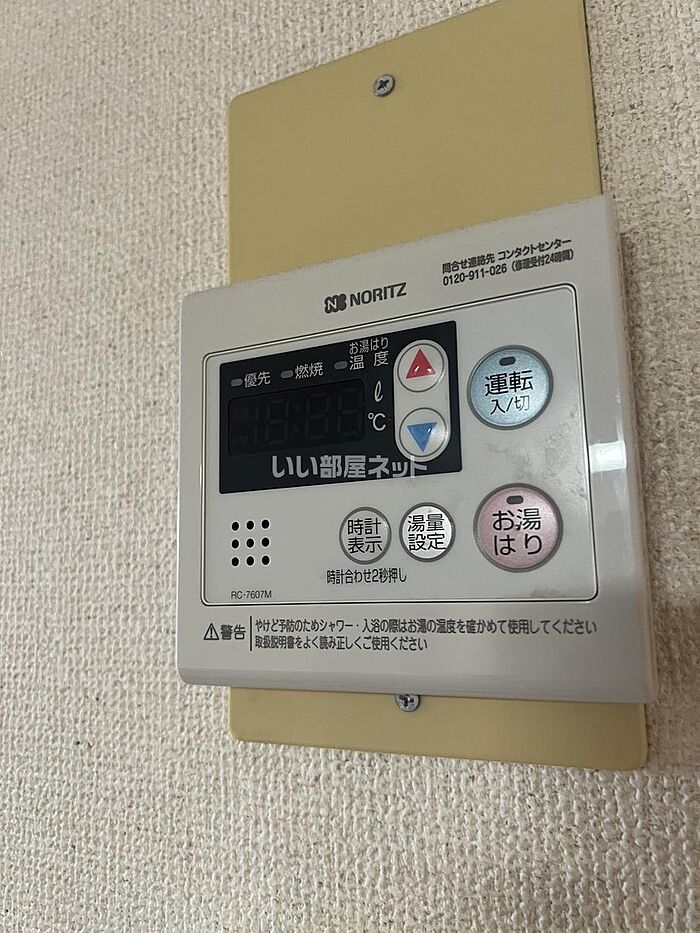 問合せ連絡先 コンタクトセンター
0120-911-026（修理受付24時間）
NORITZ
優先 燃焼 お湯はり
温度
運転
入/切
ℓ
℃
いい部屋ネット
時計
表示
湯量
設定
お湯
はり
時計合わせ2秒押し
RC-7607M
警告 やけど予防のためシャワー・入浴の際はお湯の温度を確かめて使用してください
取扱説明書をよく読み正しくご使用ください